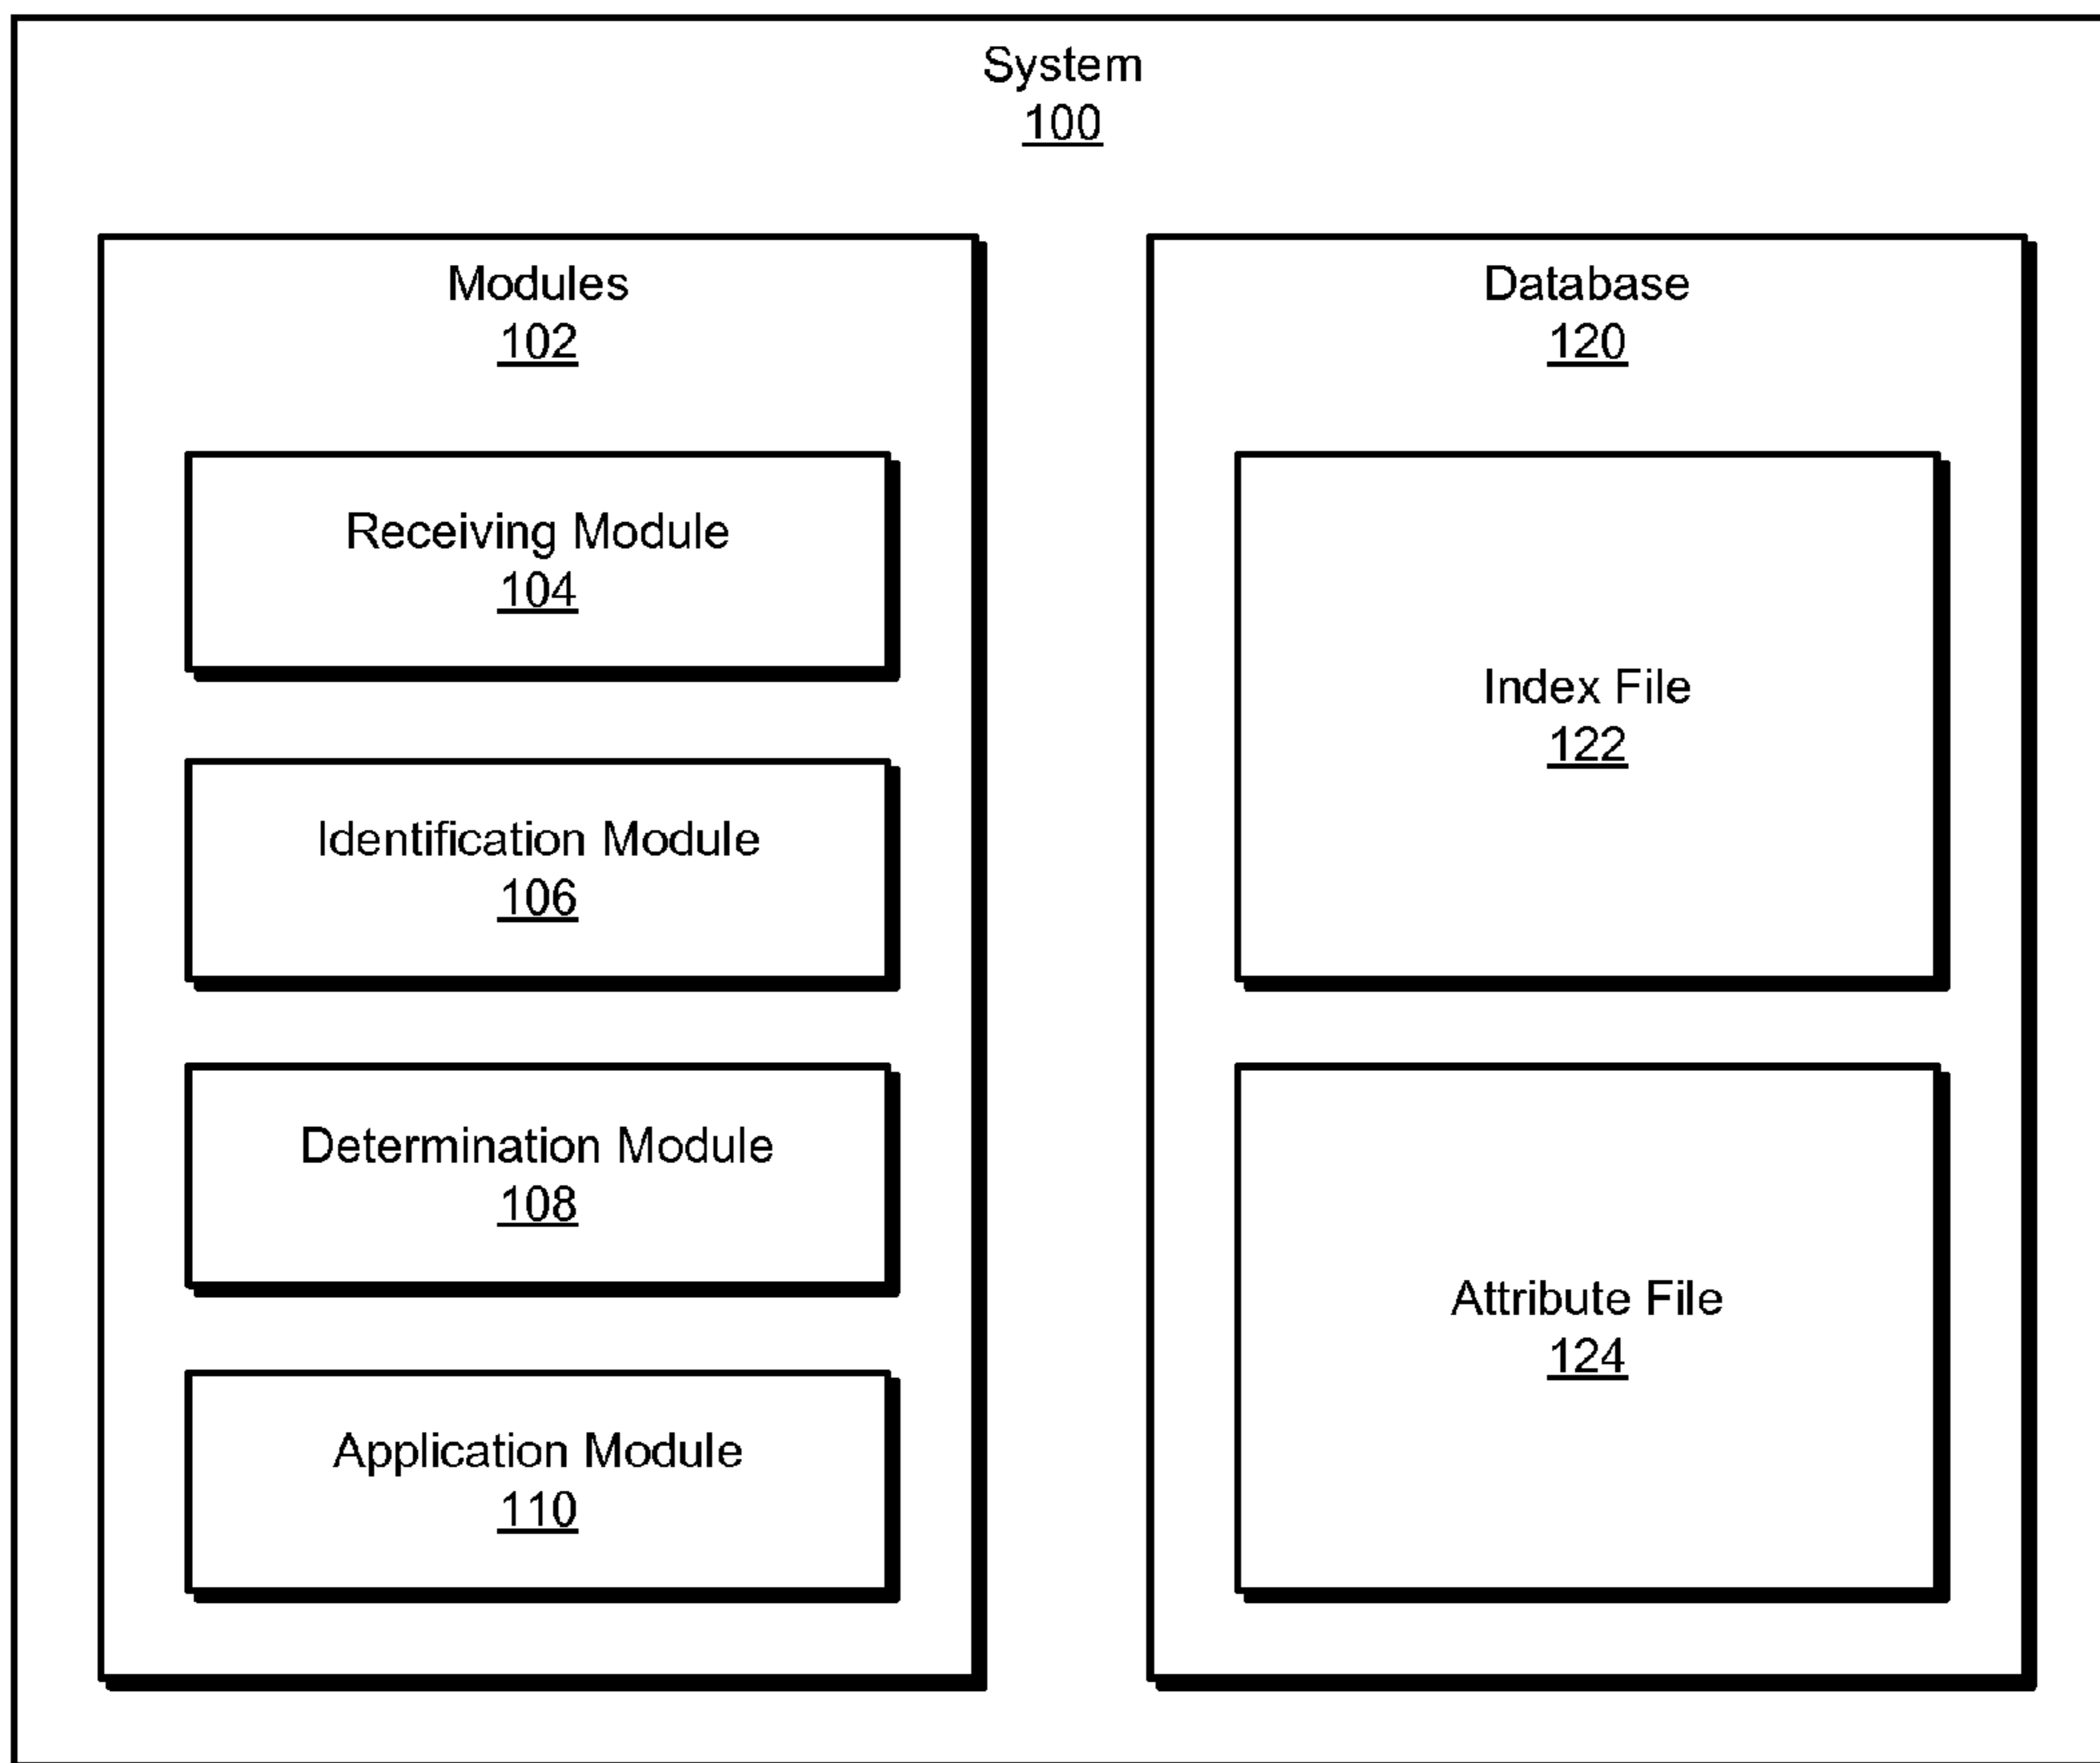 System
100
Modules
102
Receiving Module
104
Identification Module
106
Determination Module
108
Application Module
110
Database
120
Index File
122
Attribute File
124